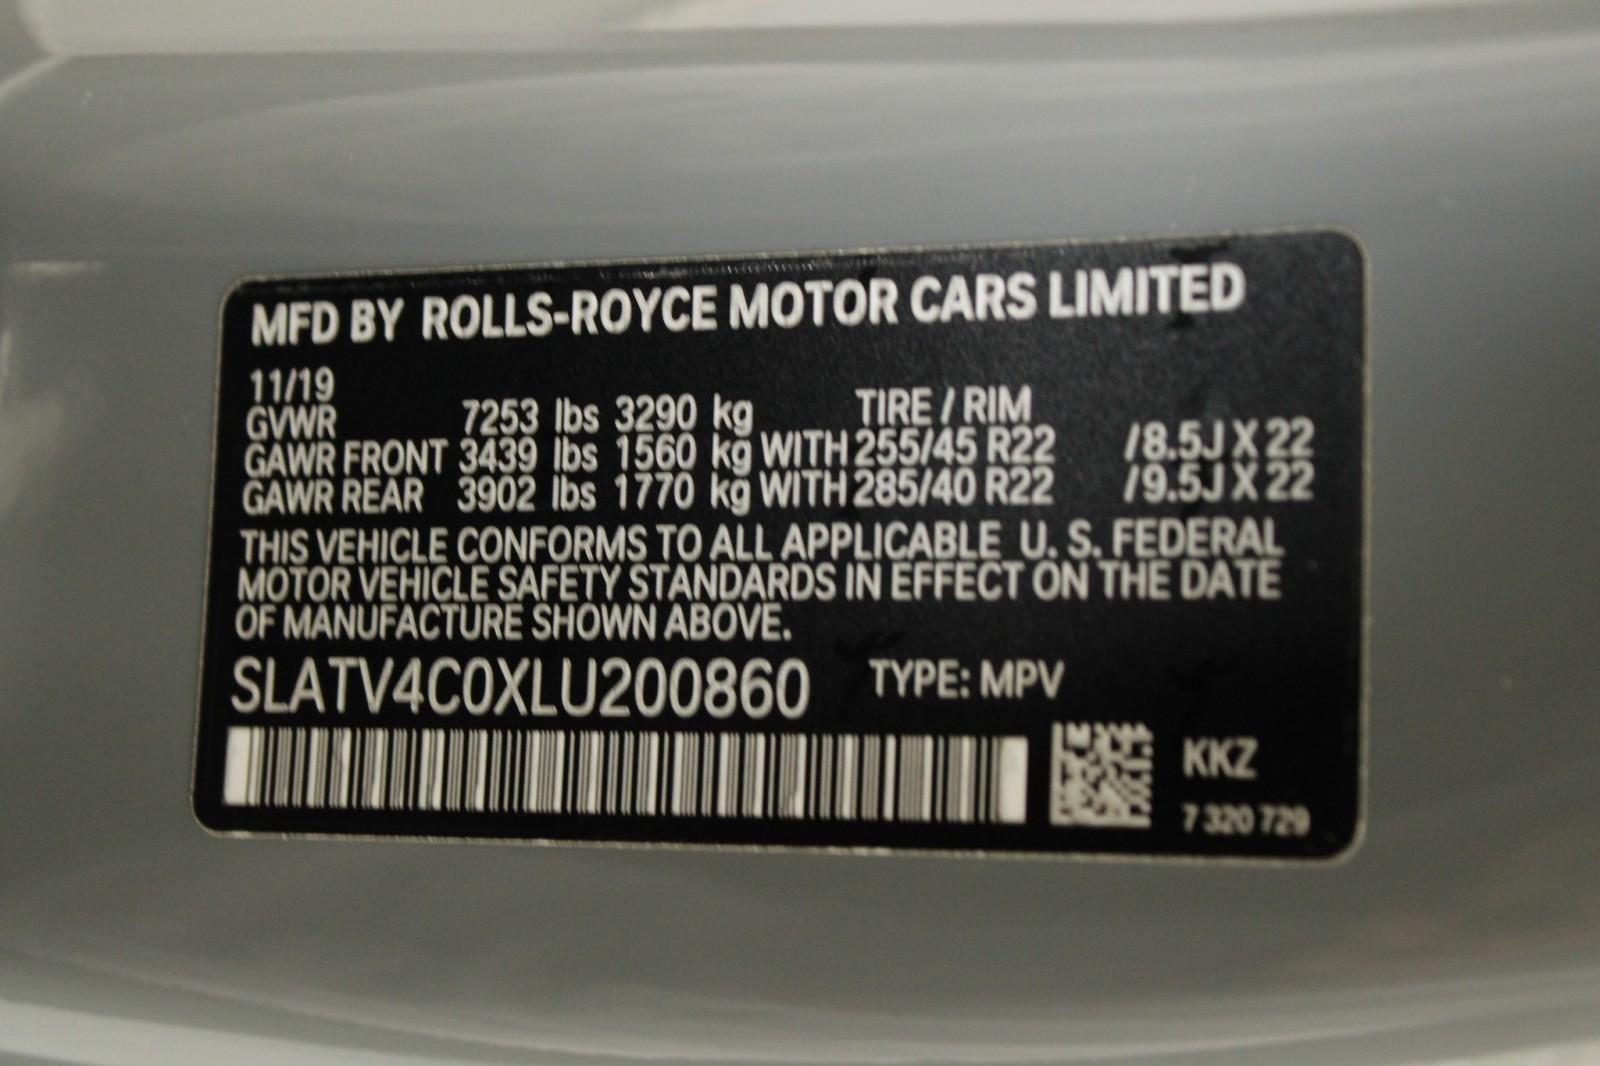 MFD BY ROLLS-ROYCE MOTOR CARS LIMITED
11/19
GVWR 7253 lbs 3290 kg TIRE / RIM
GAWR FRONT 3439 lbs 1560 kg WITH 255/45 R22 /8.5J X 22
GAWR REAR 3902 lbs 1770 kg WITH 285/40 R22 /9.5J X 22
THIS VEHICLE CONFORMS TO ALL APPLICABLE U. S. FEDERAL
MOTOR VEHICLE SAFETY STANDARDS IN EFFECT ON THE DATE
OF MANUFACTURE SHOWN ABOVE.
SLATV4C0XLU200860 TYPE: MPV
KKZ
7 320 729